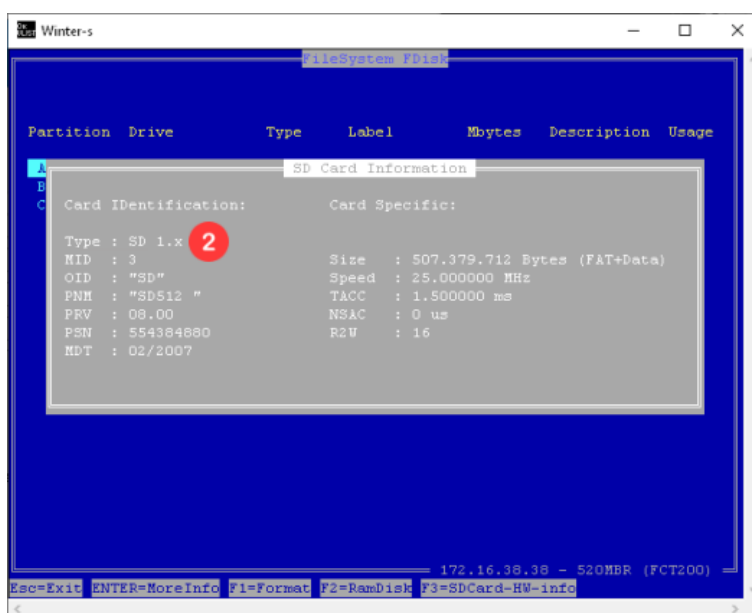 Winter-s
FileSystem FDisk
Partition Drive Type Label Mbytes Description Usage
A
B
C
SD Card Information
Card IDentification: Card Specific:
Type : SD 1.x 2
MID : 3 Size : 507.379.712 Bytes (FAT+Data)
OID : "SD" Speed : 25.000000 MHz
PNM : "SD512 " TACC : 1.500000 ms
PRV : 08.00 NSAC : 0 us
PSN : 554384880 R2W : 16
MDT : 02/2007
172.16.38.38 - 520MBR (FCT200)
Esc=Exit ENTER=MoreInfo F1=Format F2=RamDisk F3=SDCard-HW-info